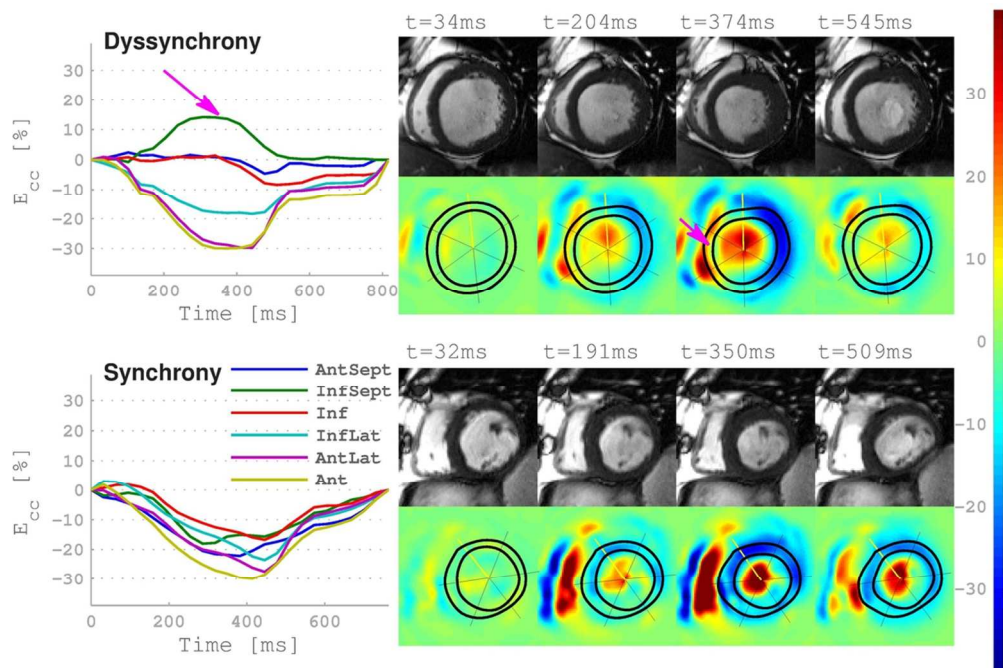 Dyssynchrony
E_cc [%]
30
20
10
0
−10
−20
−30
0 200 400 600 800
Time [ms]
t=34ms t=204ms t=374ms t=545ms
Synchrony
E_cc [%]
30
20
10
0
−10
−20
−30
0 200 400 600
Time [ms]
AntSept
InfSept
Inf
InfLat
AntLat
Ant
t=32ms t=191ms t=350ms t=509ms
30
20
10
0
−10
−20
−30